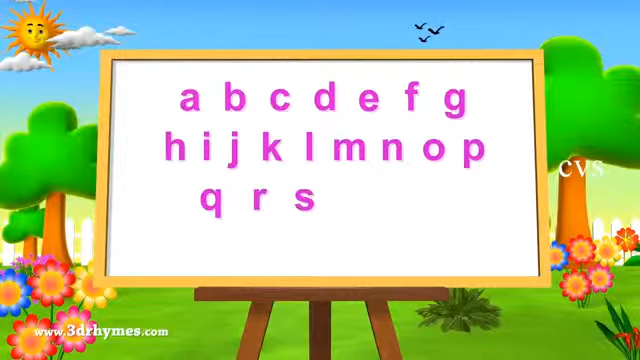 a b c d e f g
h i j k l m n o p
q r s
cvs
www.3drhymes.com